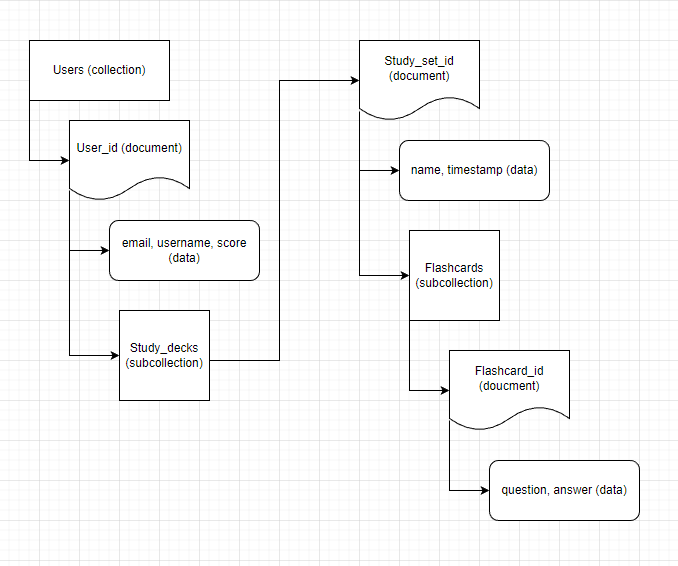 Users (collection)
User_id (document)
email, username, score
(data)
Study_decks
(subcollection)
Study_set_id
(document)
name, timestamp (data)
Flashcards
(subcollection)
Flashcard_id
(doucment)
question, answer (data)